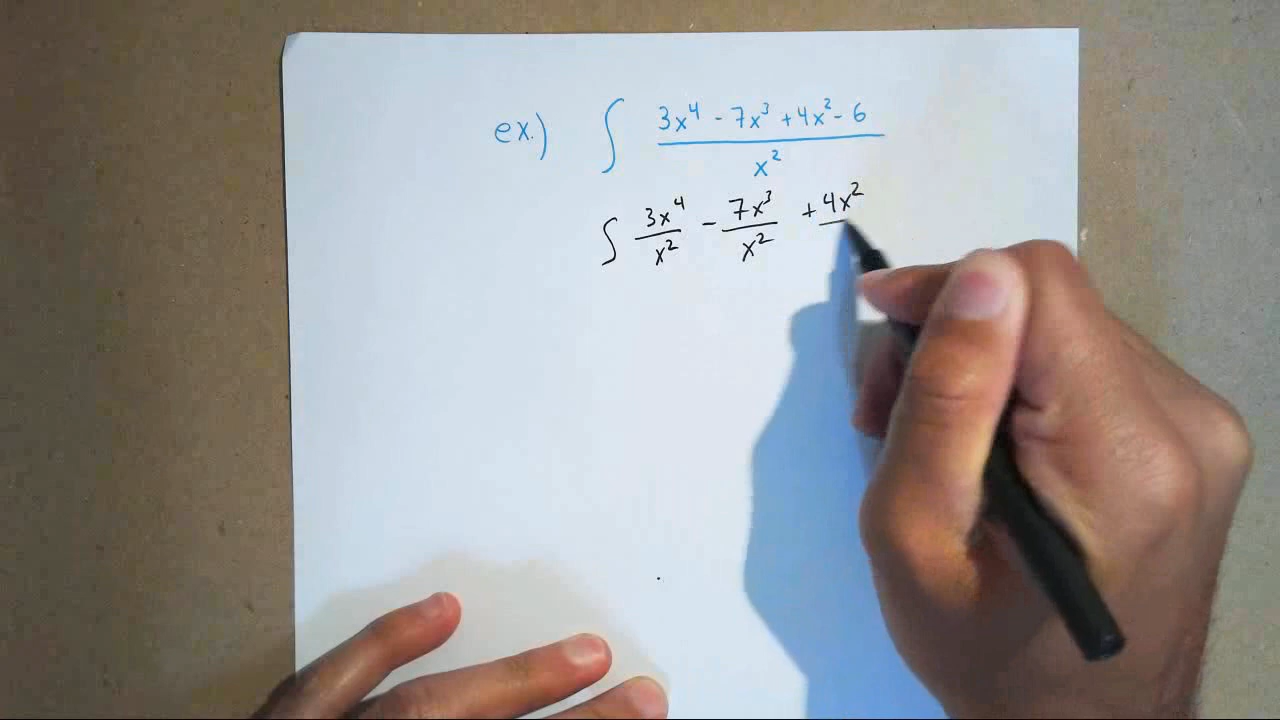 ex.) ∫ (3x⁴ - 7x³ + 4x² - 6)/x²
∫ 3x⁴/x² - 7x³/x² + 4x²